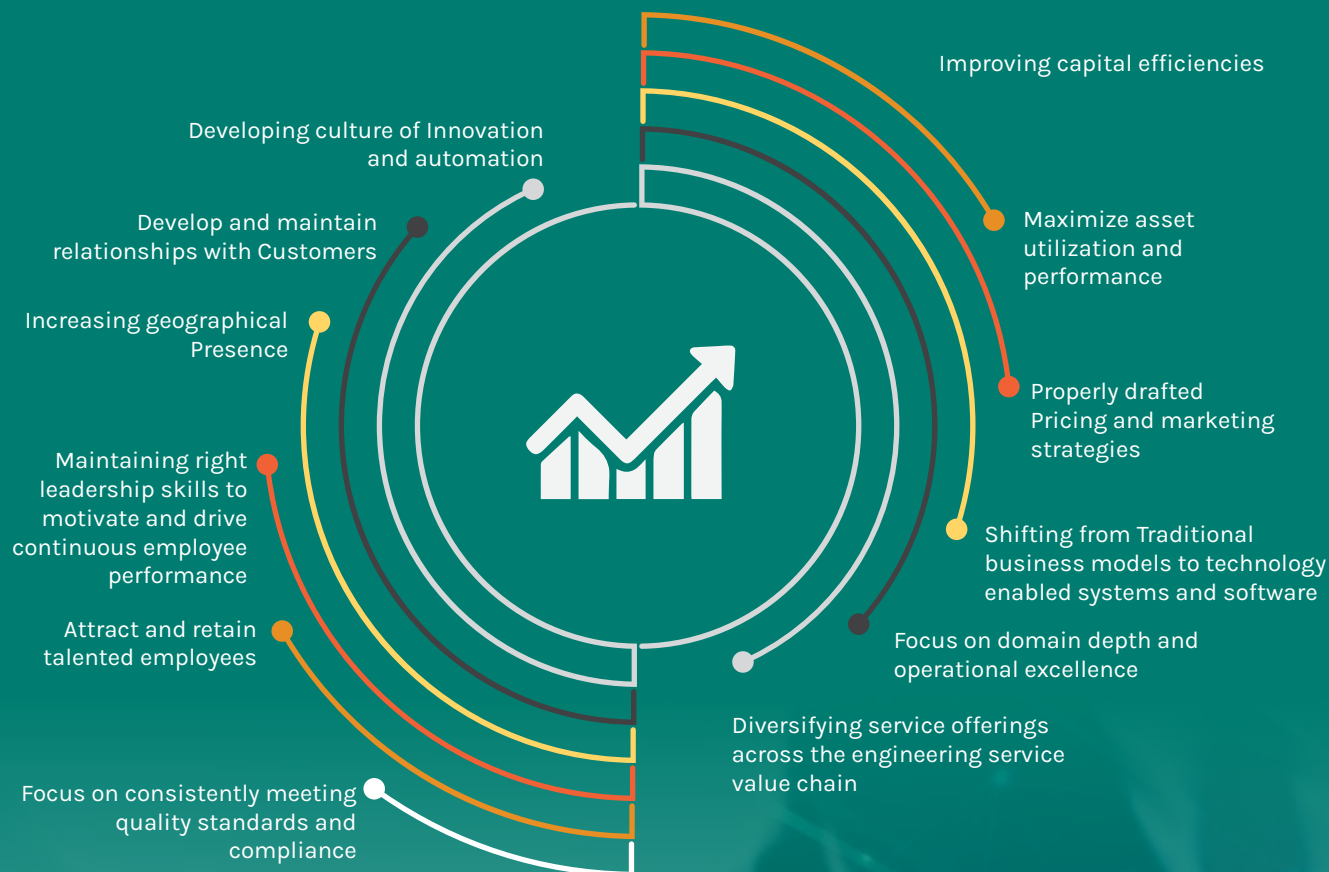 Improving capital efficiencies
Maximize asset
utilization and
performance
Properly drafted
Pricing and marketing
strategies
Shifting from Traditional
business models to technology
enabled systems and software
Focus on domain depth and
operational excellence
Diversifying service offerings
across the engineering service
value chain
Developing culture of Innovation
and automation
Develop and maintain
relationships with Customers
Increasing geographical
Presence
Maintaining right
leadership skills to
motivate and drive
continuous employee
performance
Attract and retain
talented employees
Focus on consistently meeting
quality standards and
compliance